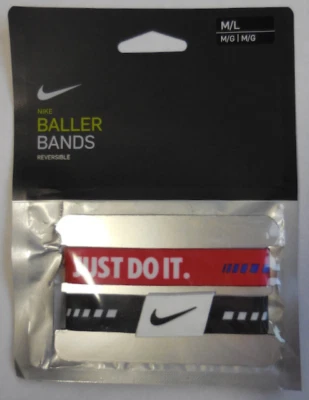 M/L
M/G | M/G
NIKE
BALLER
BANDS
REVERSIBLE
JUST DO IT.